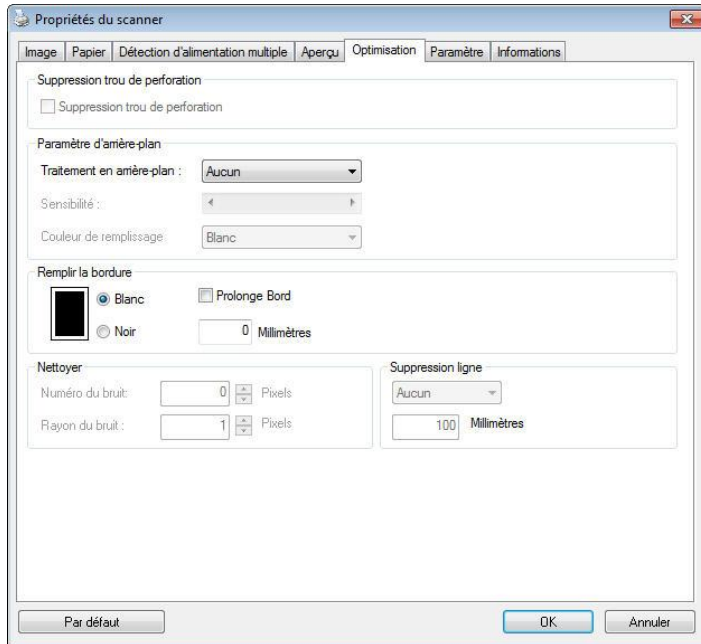 Propriétés du scanner
Image Papier Détection d'alimentation multiple Aperçu Optimisation Paramètre Informations
Suppression trou de perforation
Suppression trou de perforation
Paramètre d'arrière-plan
Traitement en arrière-plan : Aucun
Sensibilité :
Couleur de remplissage Blanc
Remplir la bordure
Blanc Prolonge Bord
Noir 0 Millimètres
Nettoyer
Numéro du bruit: 0 Pixels
Rayon du bruit : 1 Pixels
Suppression ligne
Aucun
100 Millimètres
Par défaut OK Annuler